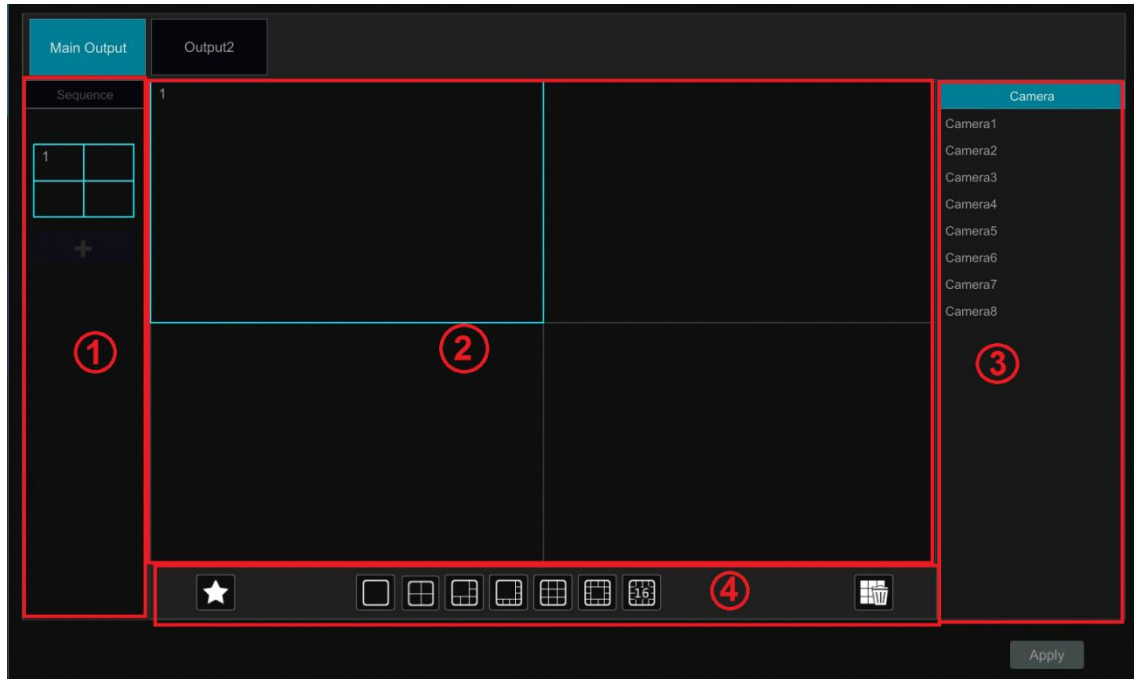 Main Output
Output2
Sequence
1
Camera
1
Camera1
Camera2
Camera3
Camera4
Camera5
Camera6
Camera7
Camera8
1
2
3
4
16
Apply